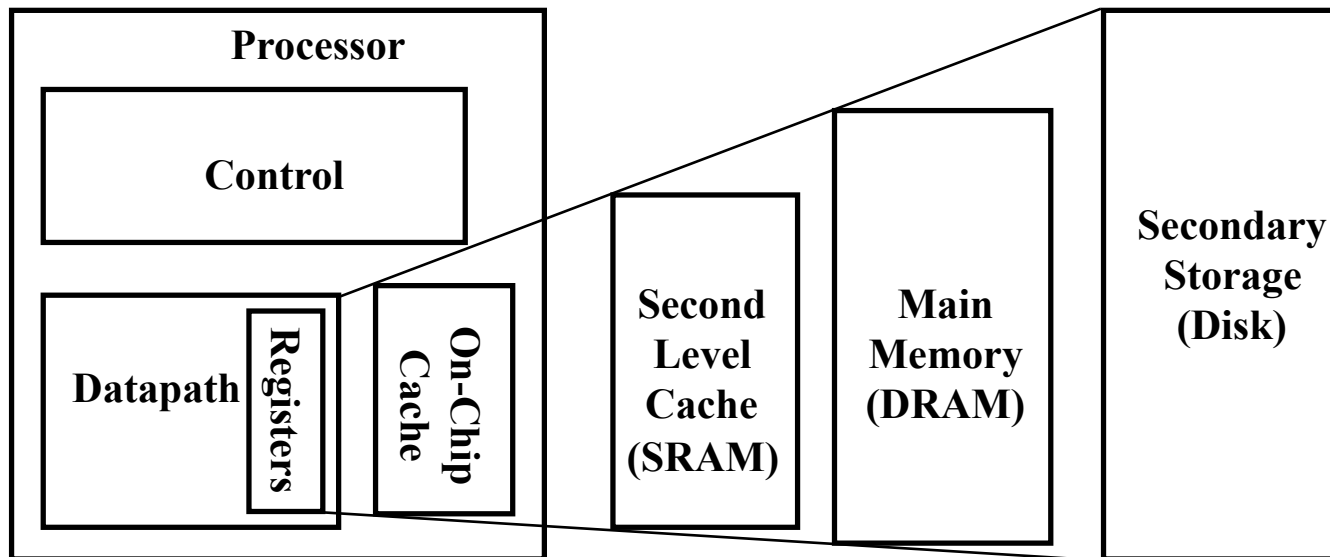 Processor
Control
Datapath
Registers
On-Chip
Cache
Second
Level
Cache
(SRAM)
Main
Memory
(DRAM)
Secondary
Storage
(Disk)